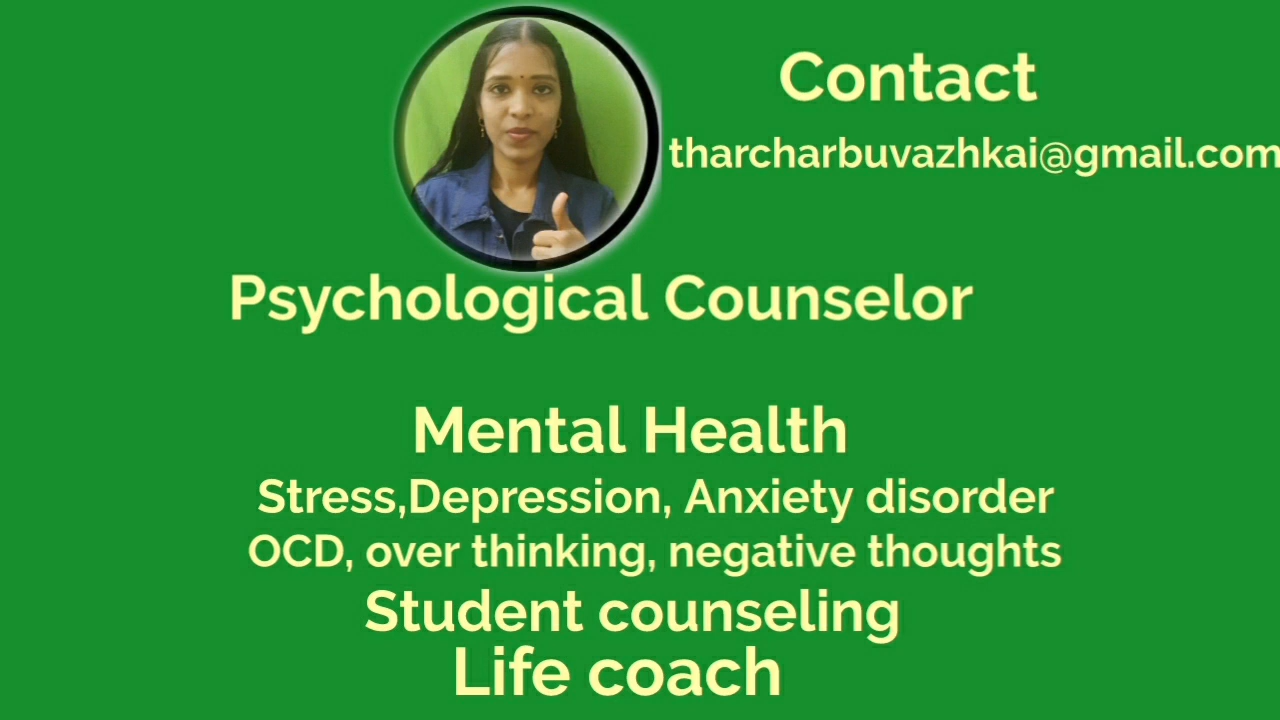 Contact
tharcharbuvazhkai@gmail.com
Psychological Counselor
Mental Health
Stress,Depression, Anxiety disorder
OCD, over thinking, negative thoughts
Student counseling
Life coach